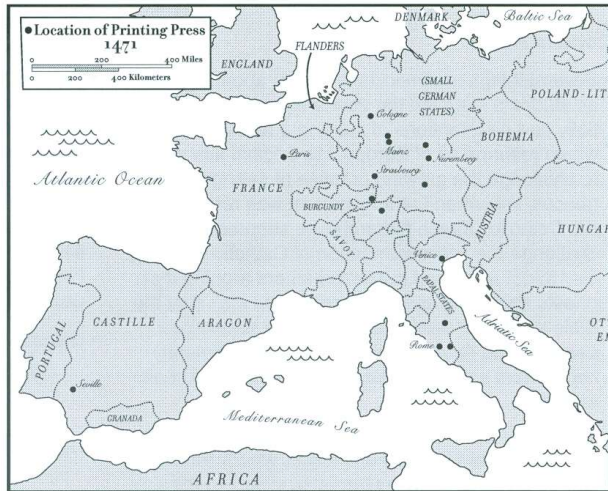 Location of Printing Press
1471
0 200 400 Miles
0 200 400 Kilometers
DENMARK
Baltic Sea
FLANDERS
ENGLAND
(SMALL
GERMAN
STATES)
POLAND-LIT
Cologne
BOHEMIA
Mainz
Paris
Nuremberg
Strasbourg
Atlantic Ocean
FRANCE
BURGUNDY
AUSTRIA
HUNGAR
SAVOY
Venice
PAPAL STATES
OT
E
PORTUGAL
CASTILLE
ARAGON
Adriatic Sea
Rome
Seville
GRANADA
Mediterranean Sea
AFRICA